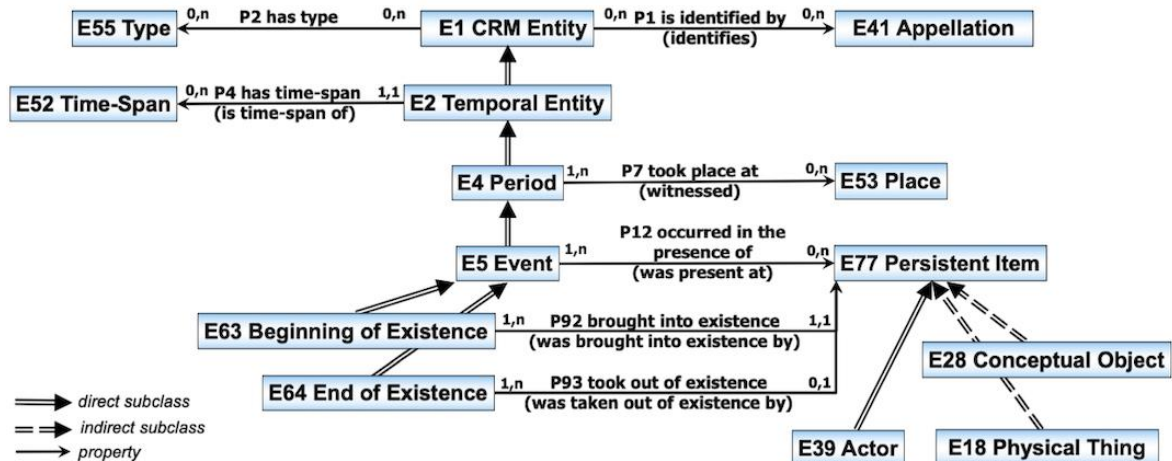 E55 Type 0,n P2 has type 0,n E1 CRM Entity 0,n P1 is identified by 0,n E41 Appellation
(identifies)
E52 Time-Span 0,n P4 has time-span 1,1 E2 Temporal Entity
(is time-span of)
E4 Period 1,n P7 took place at 0,n E53 Place
(witnessed)
P12 occurred in the
E5 Event 1,n presence of 0,n E77 Persistent Item
(was present at)
E63 Beginning of Existence 1,n P92 brought into existence 1,1
(was brought into existence by)
E28 Conceptual Object
E64 End of Existence 1,n P93 took out of existence 0,1
(was taken out of existence by)
direct subclass
indirect subclass
property
E39 Actor E18 Physical Thing